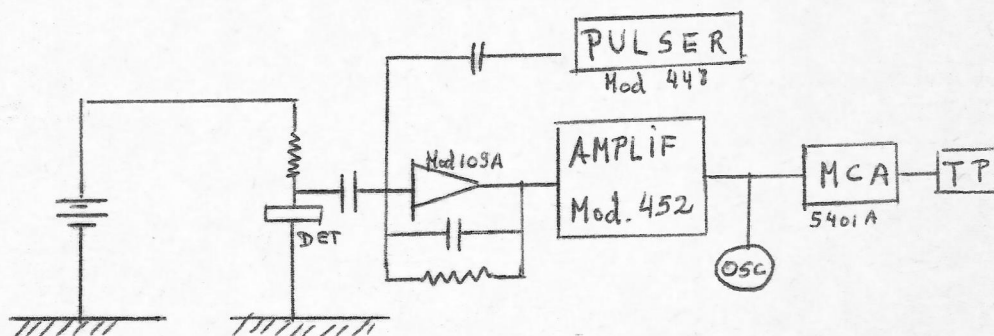 PULSER
Mod 448
Mod 109A
AMPLIF
Mod. 452
MCA
5401A
TP
DET
OSC